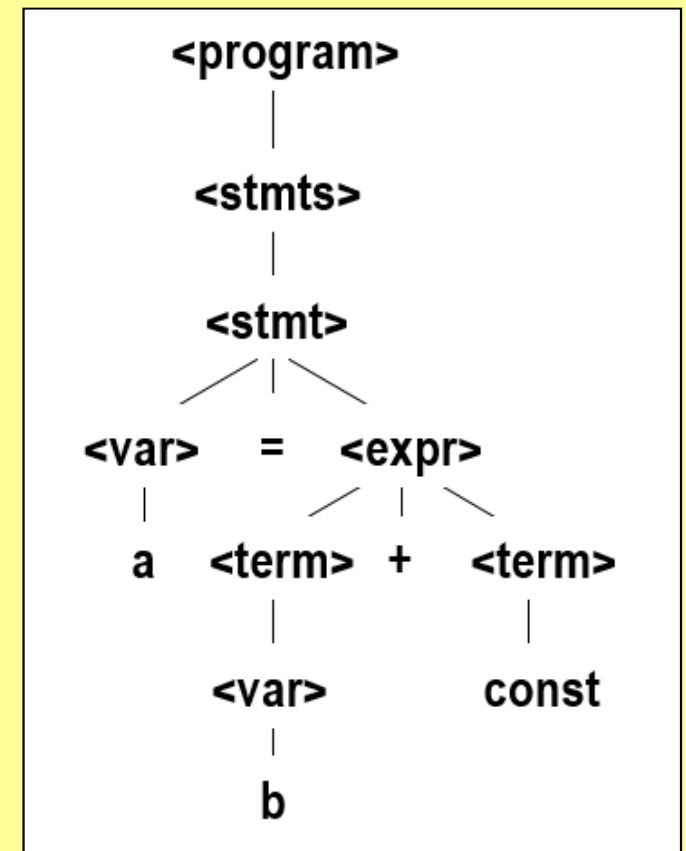 <program>
<stmts>
<stmt>
<var> = <expr>
a <term> + <term>
<var> const
b